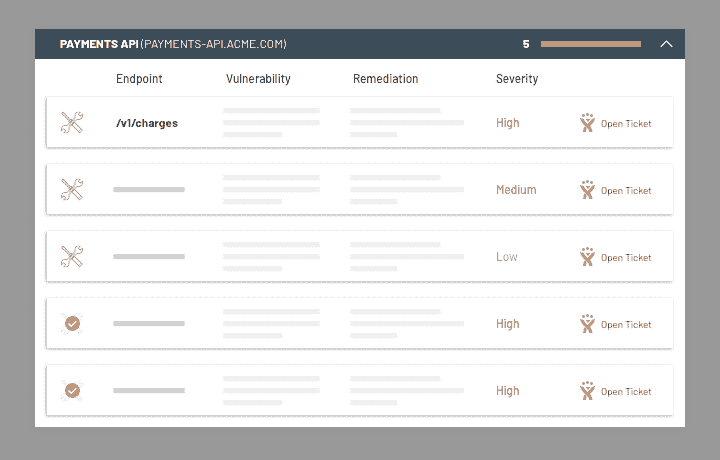 PAYMENTS API (PAYMENTS-API.ACME.COM) 5
Endpoint Vulnerability Remediation Severity
/v1/charges High Open Ticket
Medium Open Ticket
Low Open Ticket
High Open Ticket
High Open Ticket